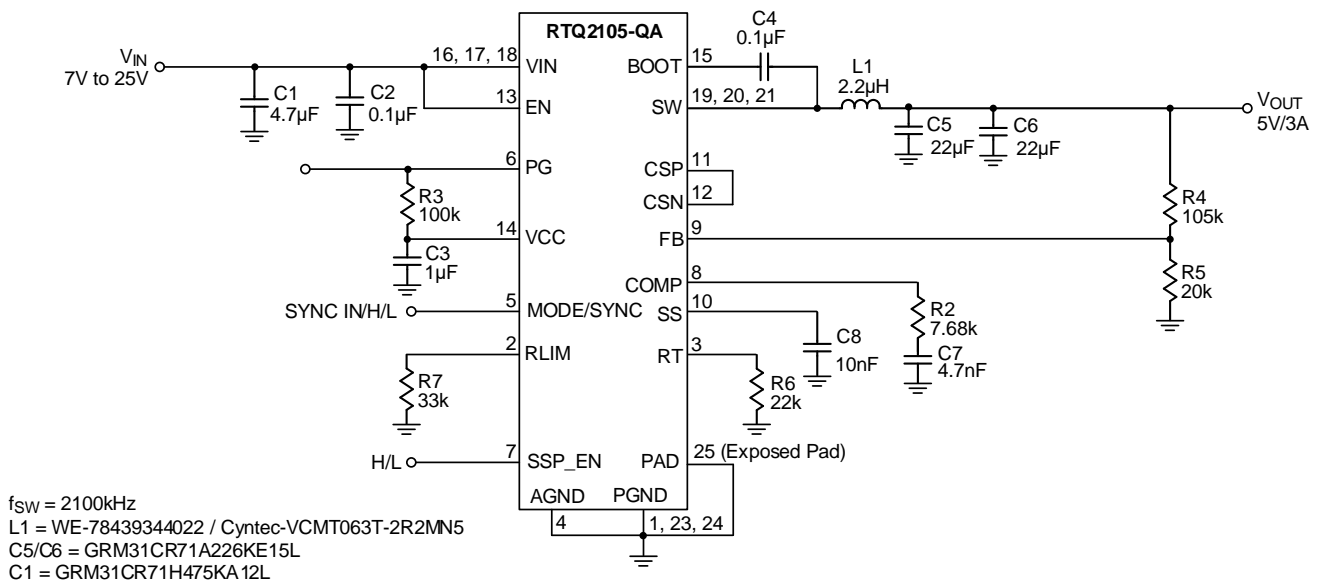 RTQ2105-QA
VIN
7V to 25V
C1
4.7µF
C2
0.1µF
16, 17, 18
VIN
13
EN
6
PG
R3
100k
14
VCC
C3
1µF
SYNC IN/H/L
5
MODE/SYNC
2
RLIM
R7
33k
H/L
7
SSP_EN
AGND
4
PGND
1, 23, 24
BOOT
15
C4
0.1µF
SW
19, 20, 21
L1
2.2µH
C5
22µF
C6
22µF
VOUT
5V/3A
CSP
11
CSN
12
FB
9
R4
105k
R5
20k
COMP
8
R2
7.68k
C7
4.7nF
SS
10
C8
10nF
RT
3
R6
22k
PAD
25 (Exposed Pad)
fSW = 2100kHz
L1 = WE-78439344022 / Cyntec-VCMT063T-2R2MN5
C5/C6 = GRM31CR71A226KE15L
C1 = GRM31CR71H475KA12L